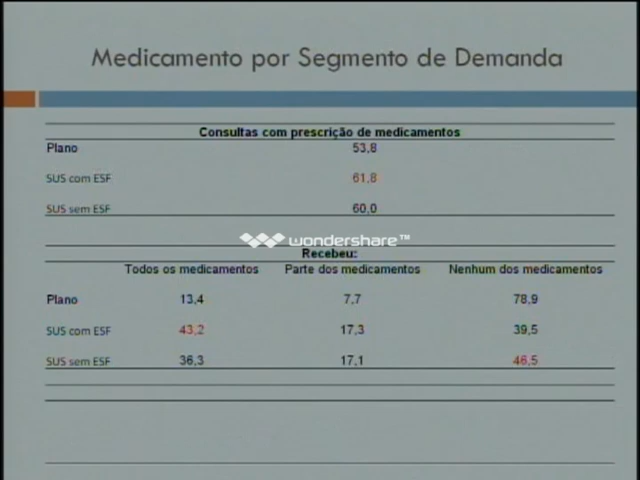 Medicamento por Segmento de Demanda
Consultas com prescrição de medicamentos
Plano 53,8
SUS com ESF 61,8
SUS sem ESF 60,0
wondershare™
Recebeu:
Todos os medicamentos Parte dos medicamentos Nenhum dos medicamentos
Plano 13,4 7,7 78,9
SUS com ESF 43,2 17,3 39,5
SUS sem ESF 36,3 17,1 46,5